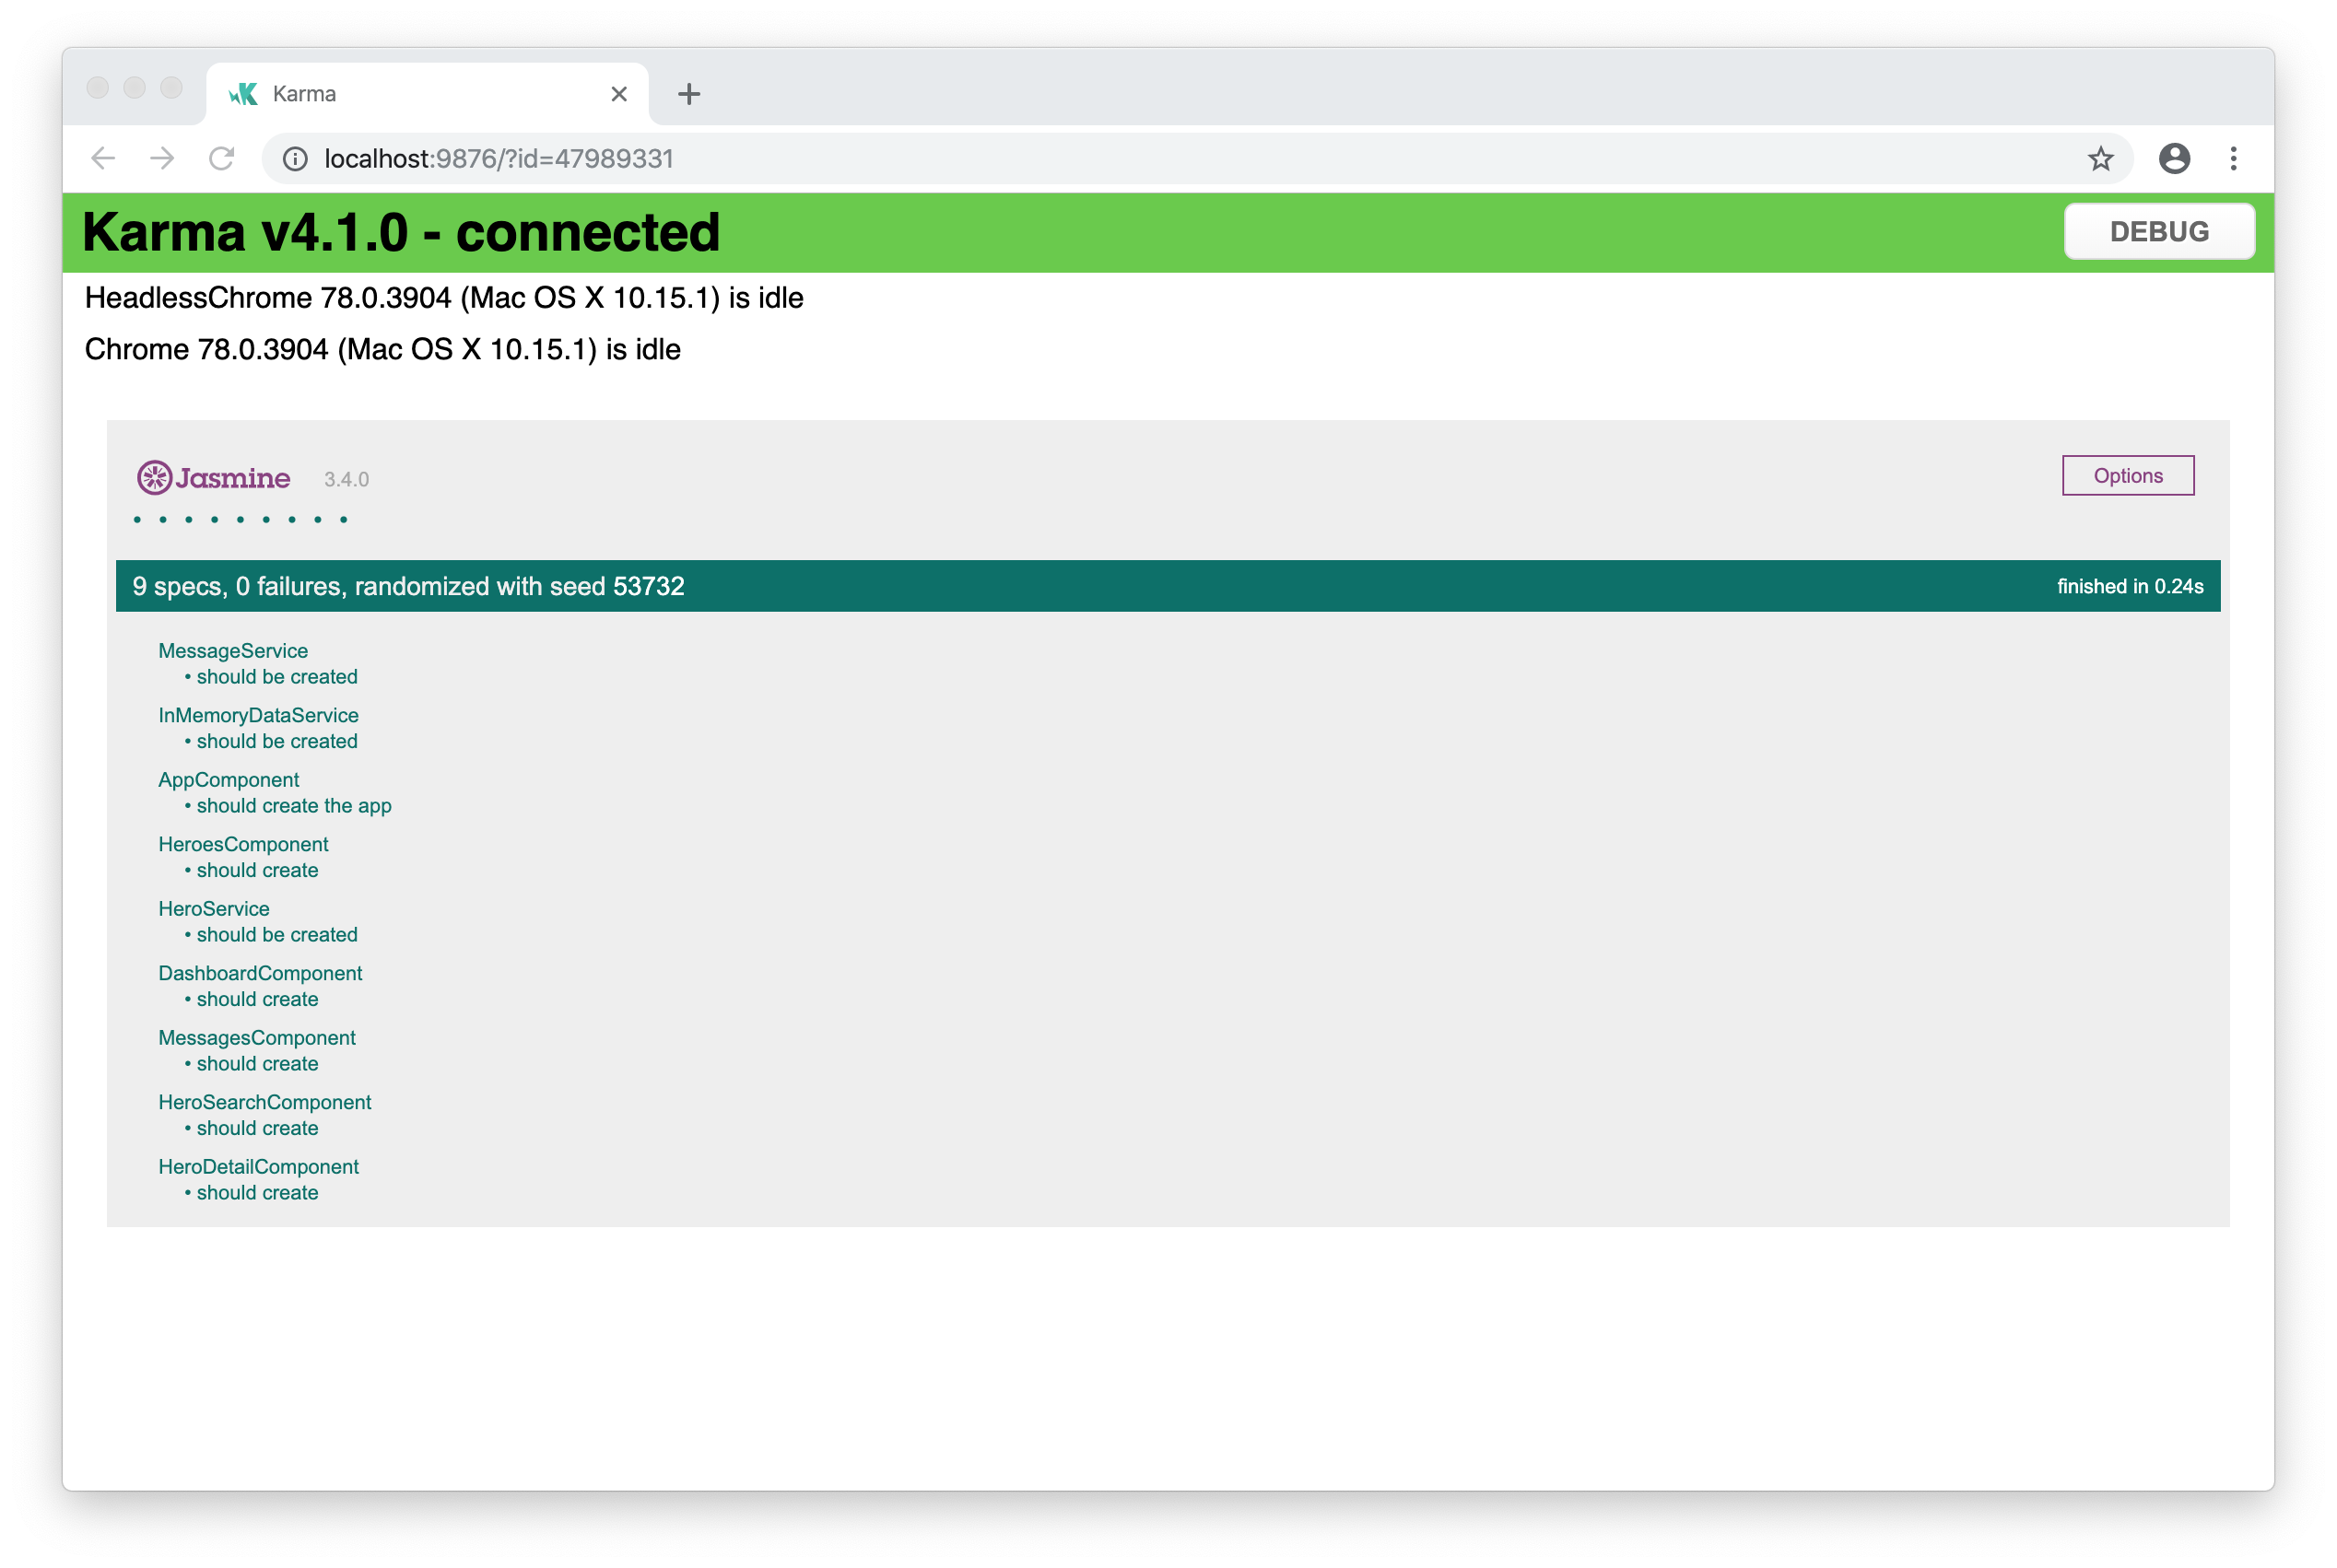 Karma
localhost:9876/?id=47989331
Karma v4.1.0 - connected
DEBUG
HeadlessChrome 78.0.3904 (Mac OS X 10.15.1) is idle
Chrome 78.0.3904 (Mac OS X 10.15.1) is idle
Jasmine 3.4.0
Options
• • • • • • • • •
9 specs, 0 failures, randomized with seed 53732
finished in 0.24s
MessageService
• should be created
InMemoryDataService
• should be created
AppComponent
• should create the app
HeroesComponent
• should create
HeroService
• should be created
DashboardComponent
• should create
MessagesComponent
• should create
HeroSearchComponent
• should create
HeroDetailComponent
• should create